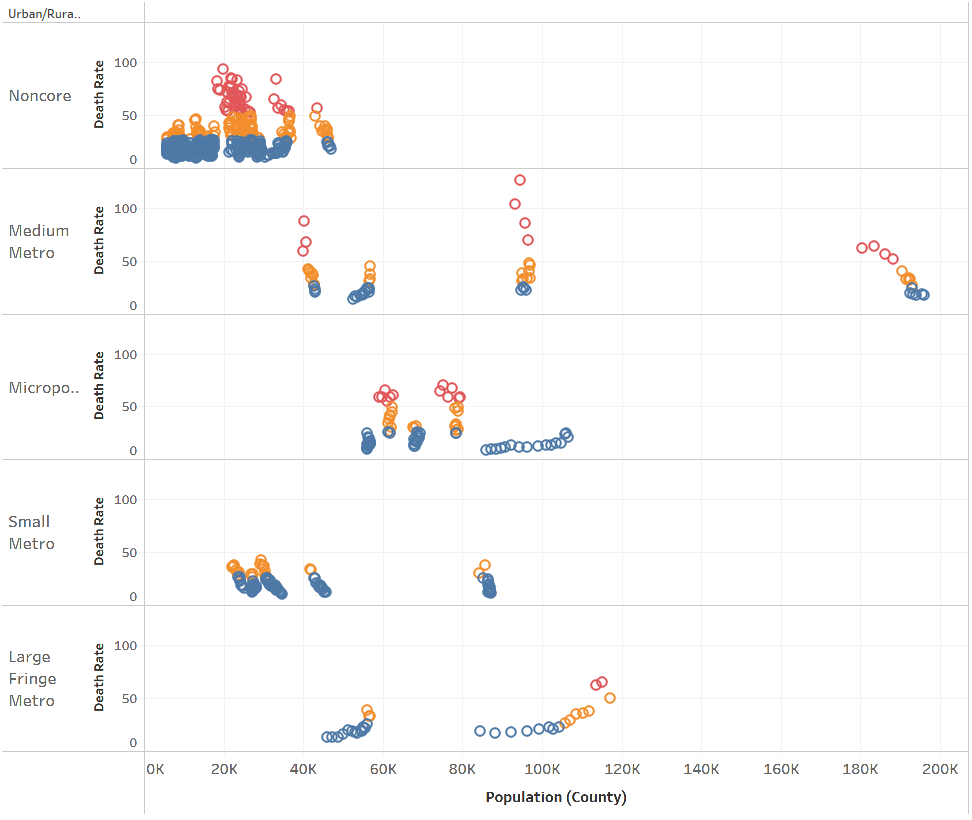 Urban/Rura..
Noncore
Death Rate
100
50
0
Medium
Metro
Death Rate
100
50
0
Micropo..
Death Rate
100
50
0
Small
Metro
Death Rate
100
50
0
Large
Fringe
Metro
Death Rate
100
50
0
0K 20K 40K 60K 80K 100K 120K 140K 160K 180K 200K
Population (County)